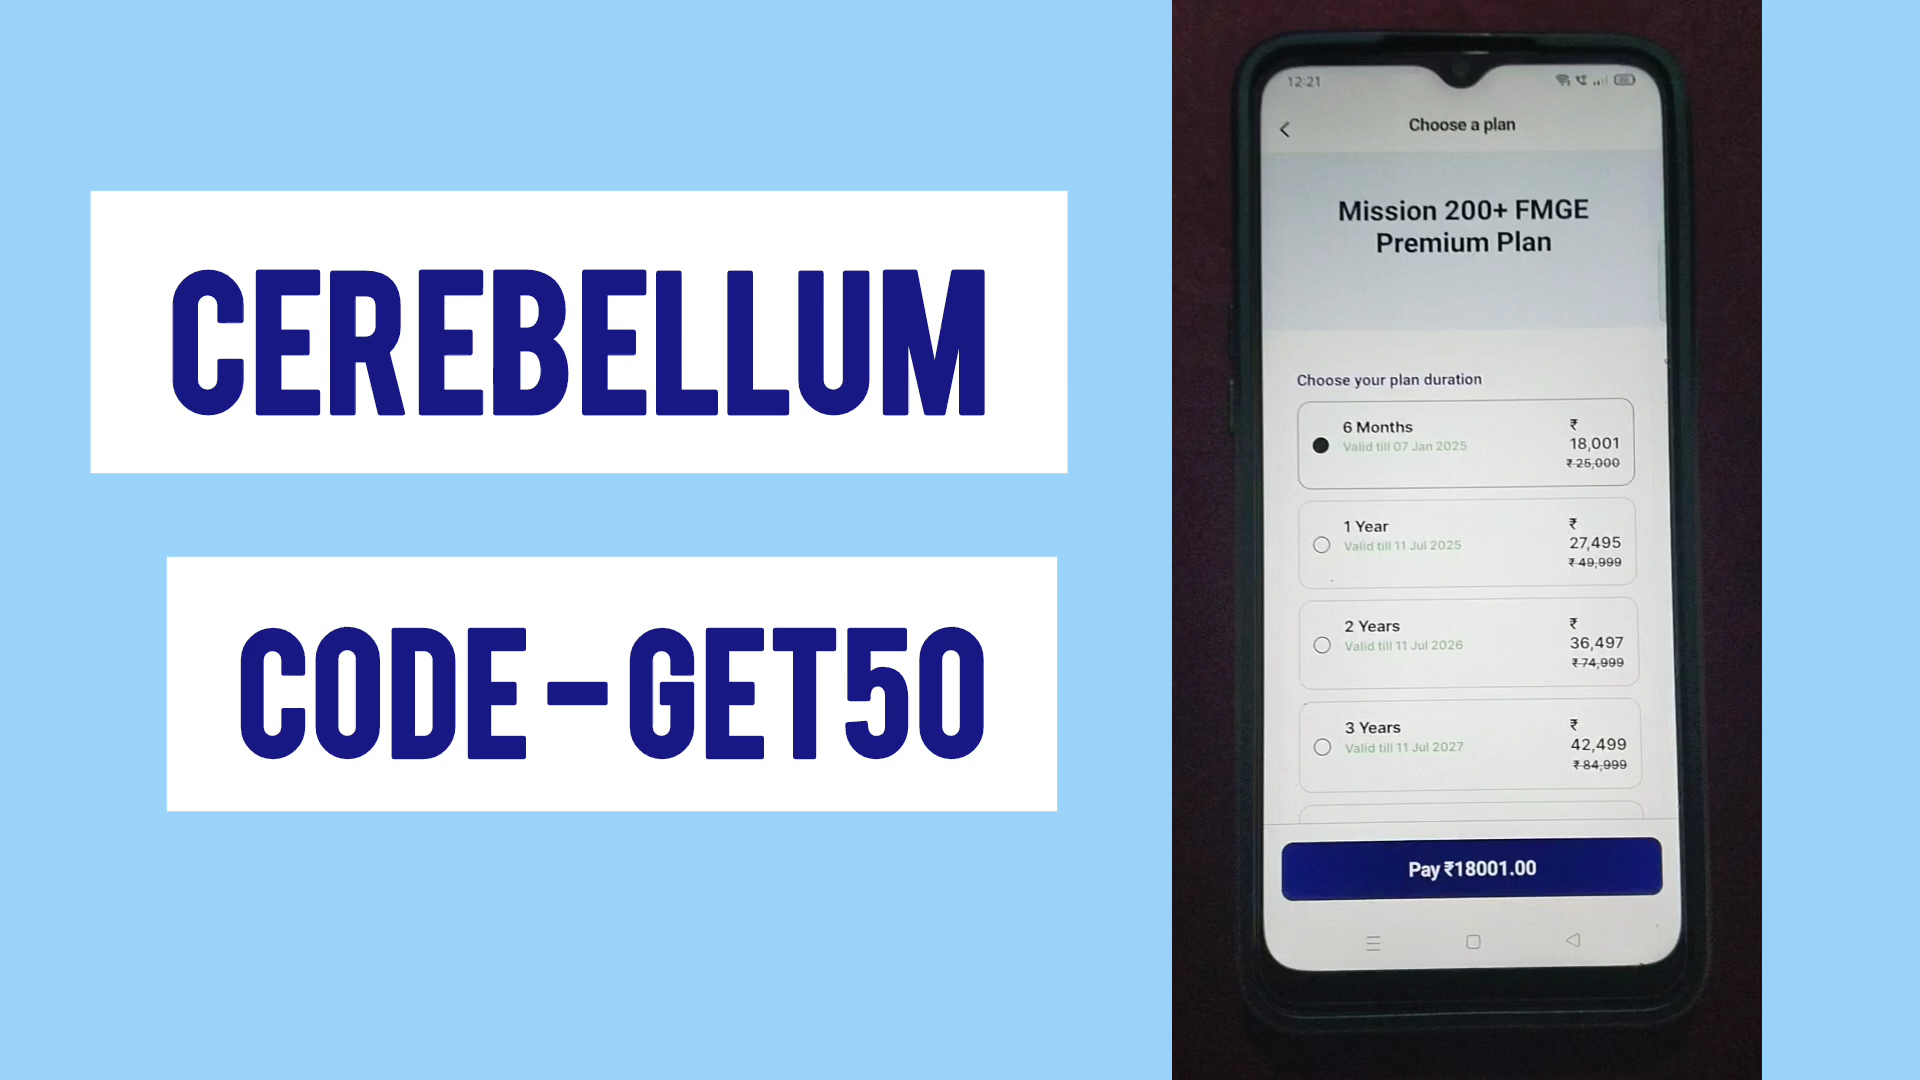 CEREBELLUM
CODE-GET50
12:21
Choose a plan
Mission 200+ FMGE
Premium Plan
Choose your plan duration
6 Months
Valid till 07 Jan 2025
₹
18,001
₹ 25,000
1 Year
Valid till 11 Jul 2025
₹
27,495
₹ 49,999
2 Years
Valid till 11 Jul 2026
₹
36,497
₹ 74,999
3 Years
Valid till 11 Jul 2027
₹
42,499
₹ 84,999
Pay ₹18001.00